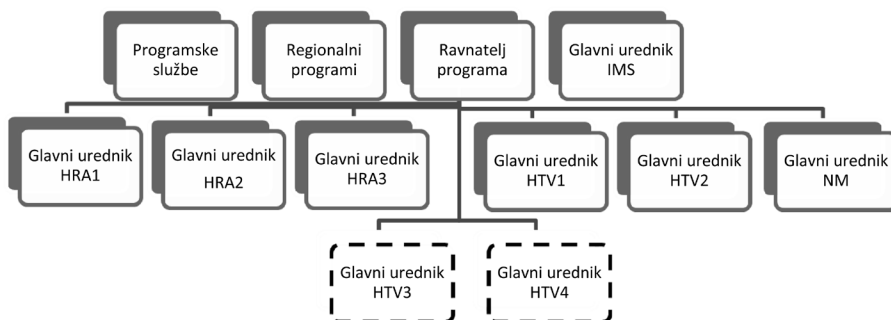 Programske
službe
Regionalni
programi
Ravnatelj
programa
Glavni urednik
IMS
Glavni urednik
HRA1
Glavni urednik
HRA2
Glavni urednik
HRA3
Glavni urednik
HTV1
Glavni urednik
HTV2
Glavni urednik
NM
Glavni urednik
HTV3
Glavni urednik
HTV4